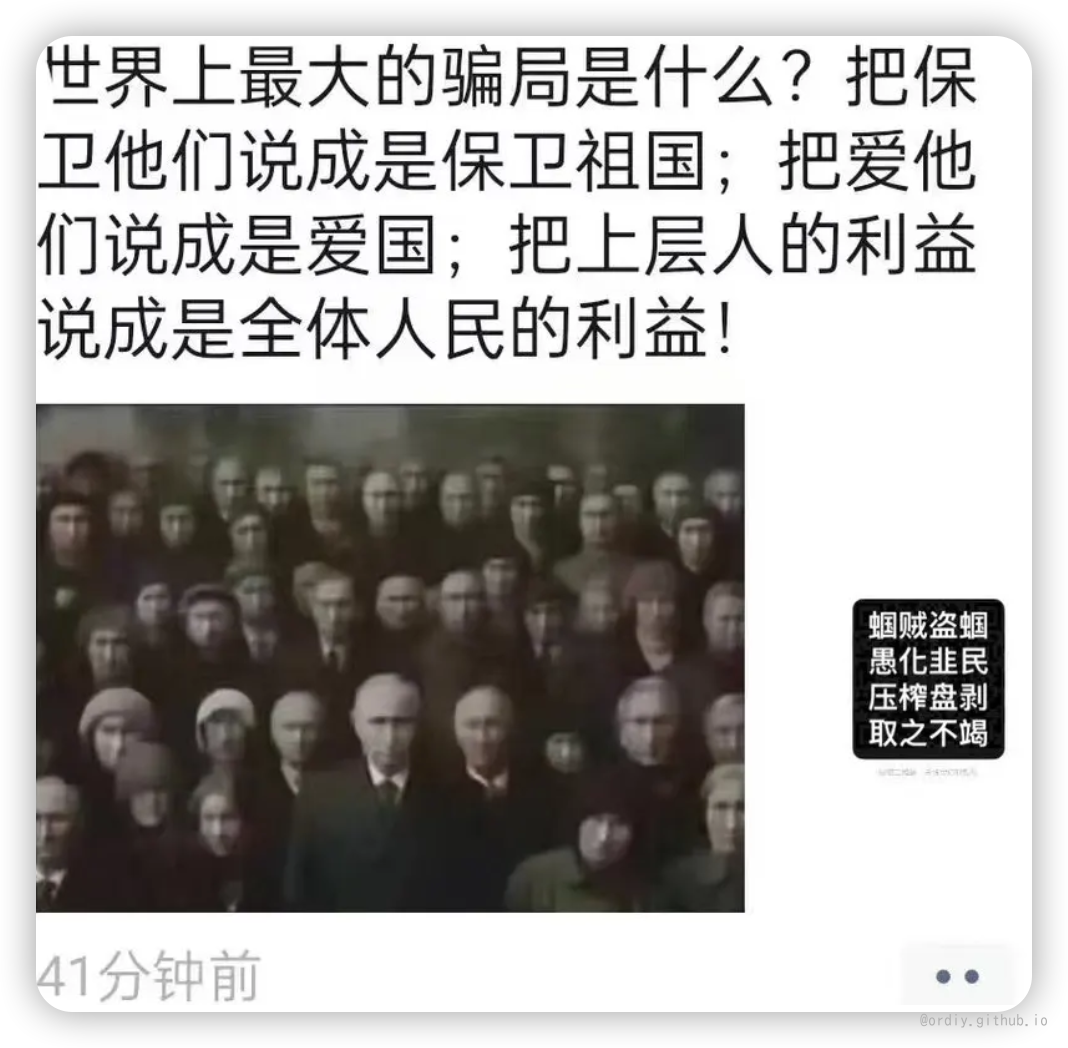 世界上最大的骗局是什么？把保
卫他们说成是保卫祖国；把爱他
们说成是爱国；把上层人的利益
说成是全体人民的利益！
蝈贼盗蝈
愚化韭民
压榨盘剥
取之不竭
41分钟前
@ordiy.github.io